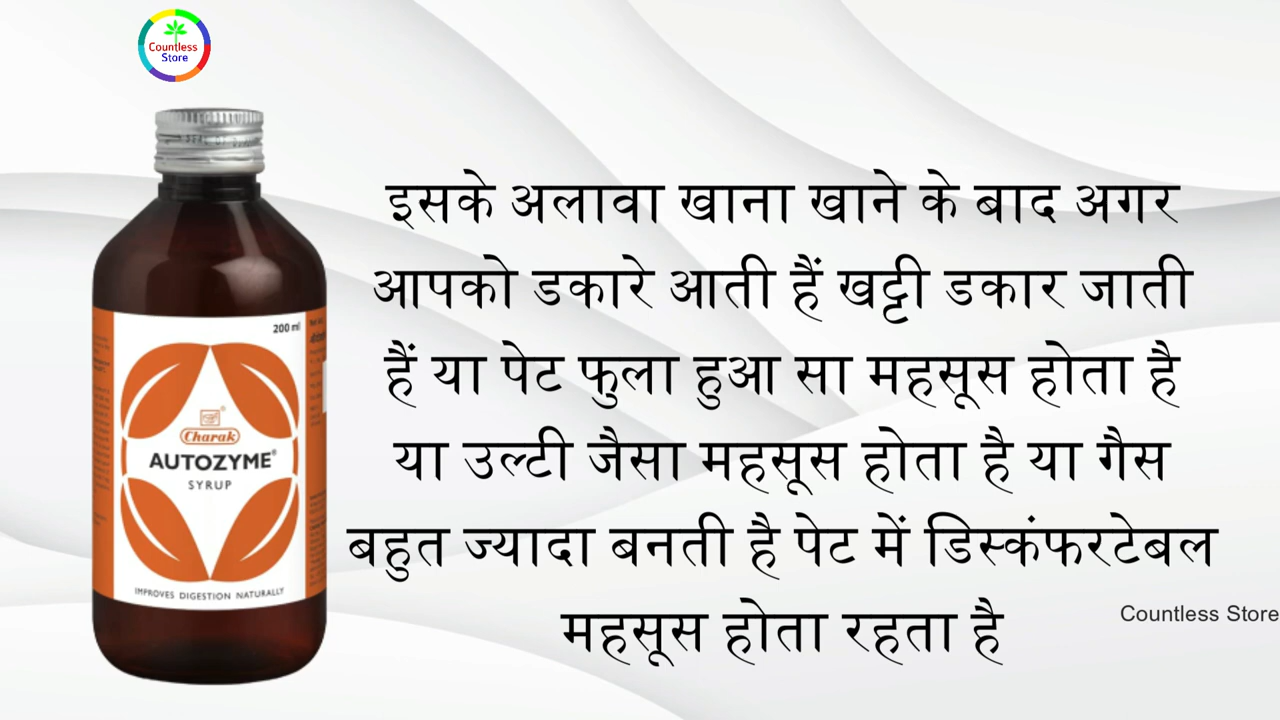 Countless
Store
इसके अलावा खाना खाने के बाद अगर
आपको डकारे आती हैं खट्टी डकार जाती
हैं या पेट फुला हुआ सा महसूस होता है
या उल्टी जैसा महसूस होता है या गैस
बहुत ज्यादा बनती है पेट में डिस्कंफरटेबल
महसूस होता रहता है
200 ml
Charak
AUTOZYME®
SYRUP
IMPROVES DIGESTION NATURALLY
Countless Store